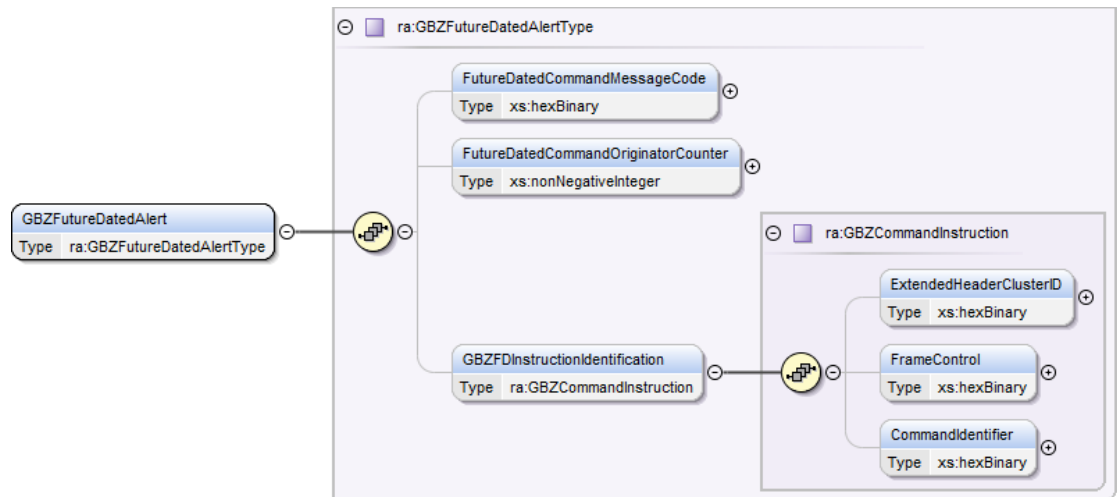 ra:GBZFutureDatedAlertType
FutureDatedCommandMessageCode
Type xs:hexBinary
FutureDatedCommandOriginatorCounter
Type xs:nonNegativeInteger
GBZFutureDatedAlert
Type ra:GBZFutureDatedAlertType
ra:GBZCommandInstruction
ExtendedHeaderClusterID
Type xs:hexBinary
GBZFDInstructionIdentification
Type ra:GBZCommandInstruction
FrameControl
Type xs:hexBinary
CommandIdentifier
Type xs:hexBinary